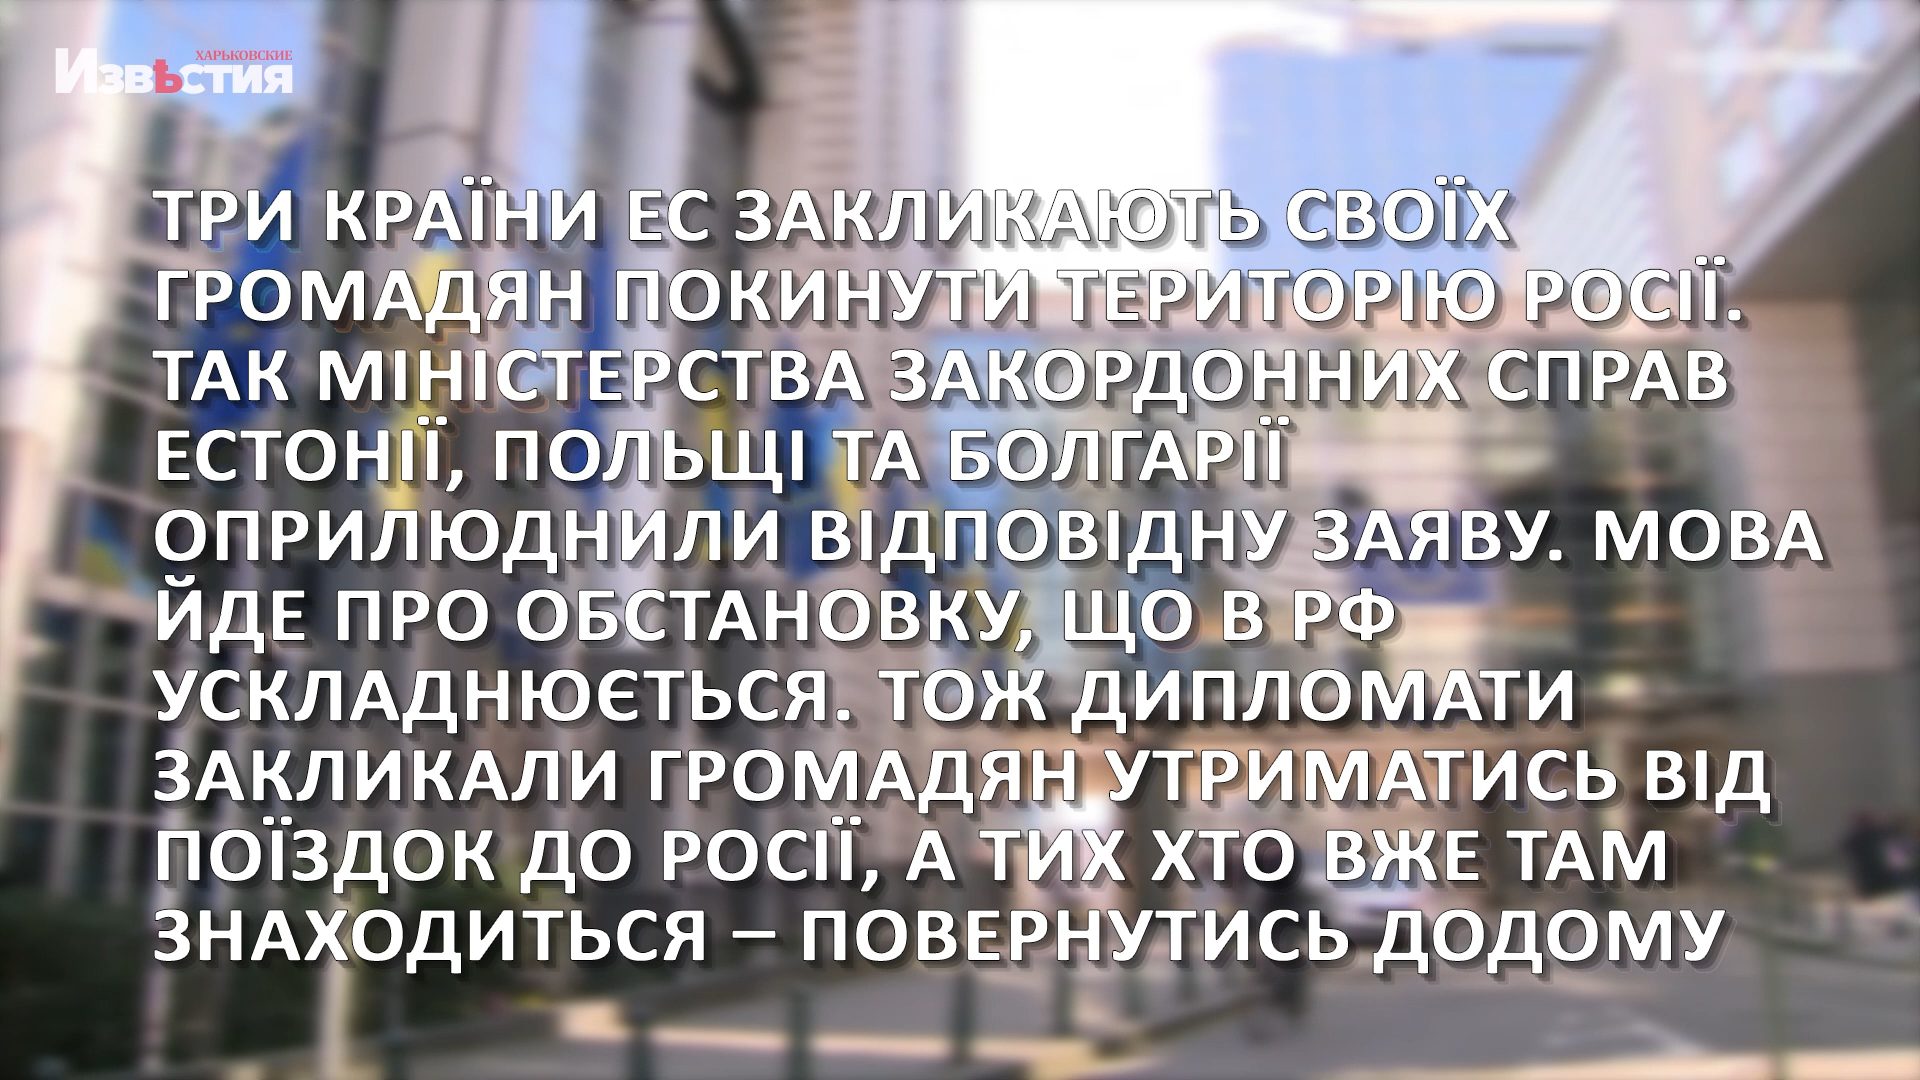 ХАРЬКОВСКИЕ
ИЗВѢСТИЯ
ТРИ КРАЇНИ ЕС ЗАКЛИКАЮТЬ СВОЇХ
ГРОМАДЯН ПОКИНУТИ ТЕРИТОРІЮ РОСІЇ.
ТАК МІНІСТЕРСТВА ЗАКОРДОННИХ СПРАВ
ЕСТОНІЇ, ПОЛЬЩІ ТА БОЛГАРІЇ
ОПРИЛЮДНИЛИ ВІДПОВІДНУ ЗАЯВУ. МОВА
ЙДЕ ПРО ОБСТАНОВКУ, ЩО В РФ
УСКЛАДНЮЄТЬСЯ. ТОЖ ДИПЛОМАТИ
ЗАКЛИКАЛИ ГРОМАДЯН УТРИМАТИСЬ ВІД
ПОЇЗДОК ДО РОСІЇ, А ТИХ ХТО ВЖЕ ТАМ
ЗНАХОДИТЬСЯ – ПОВЕРНУТИСЬ ДОДОМУ